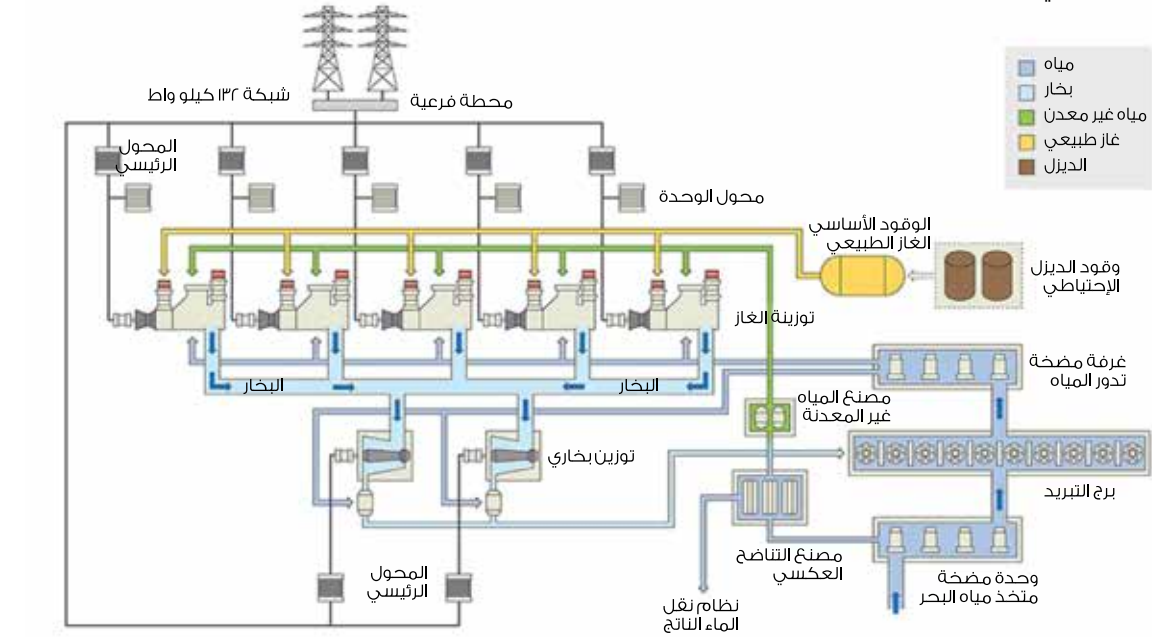 مياه
بخار
مياه غير معدن
غاز طبيعي
الديزل
شبكة ١٣٢ كيلو واط
محطة فرعية
المحول
الرئيسي
محول الوحدة
الوقود الأساسي
الغاز الطبيعي
وقود الديزل
الإحتياطي
توزينة الغاز
البخار
البخار
غرفة مضخة
تدور المياه
مصنع المياه
غير المعدنة
توزين بخاري
برج التبريد
مصنع التناضح
العكسي
وحدة مضخة
متخذ مياه البحر
المحول
الرئيسي
نظام نقل
الماء الناتج